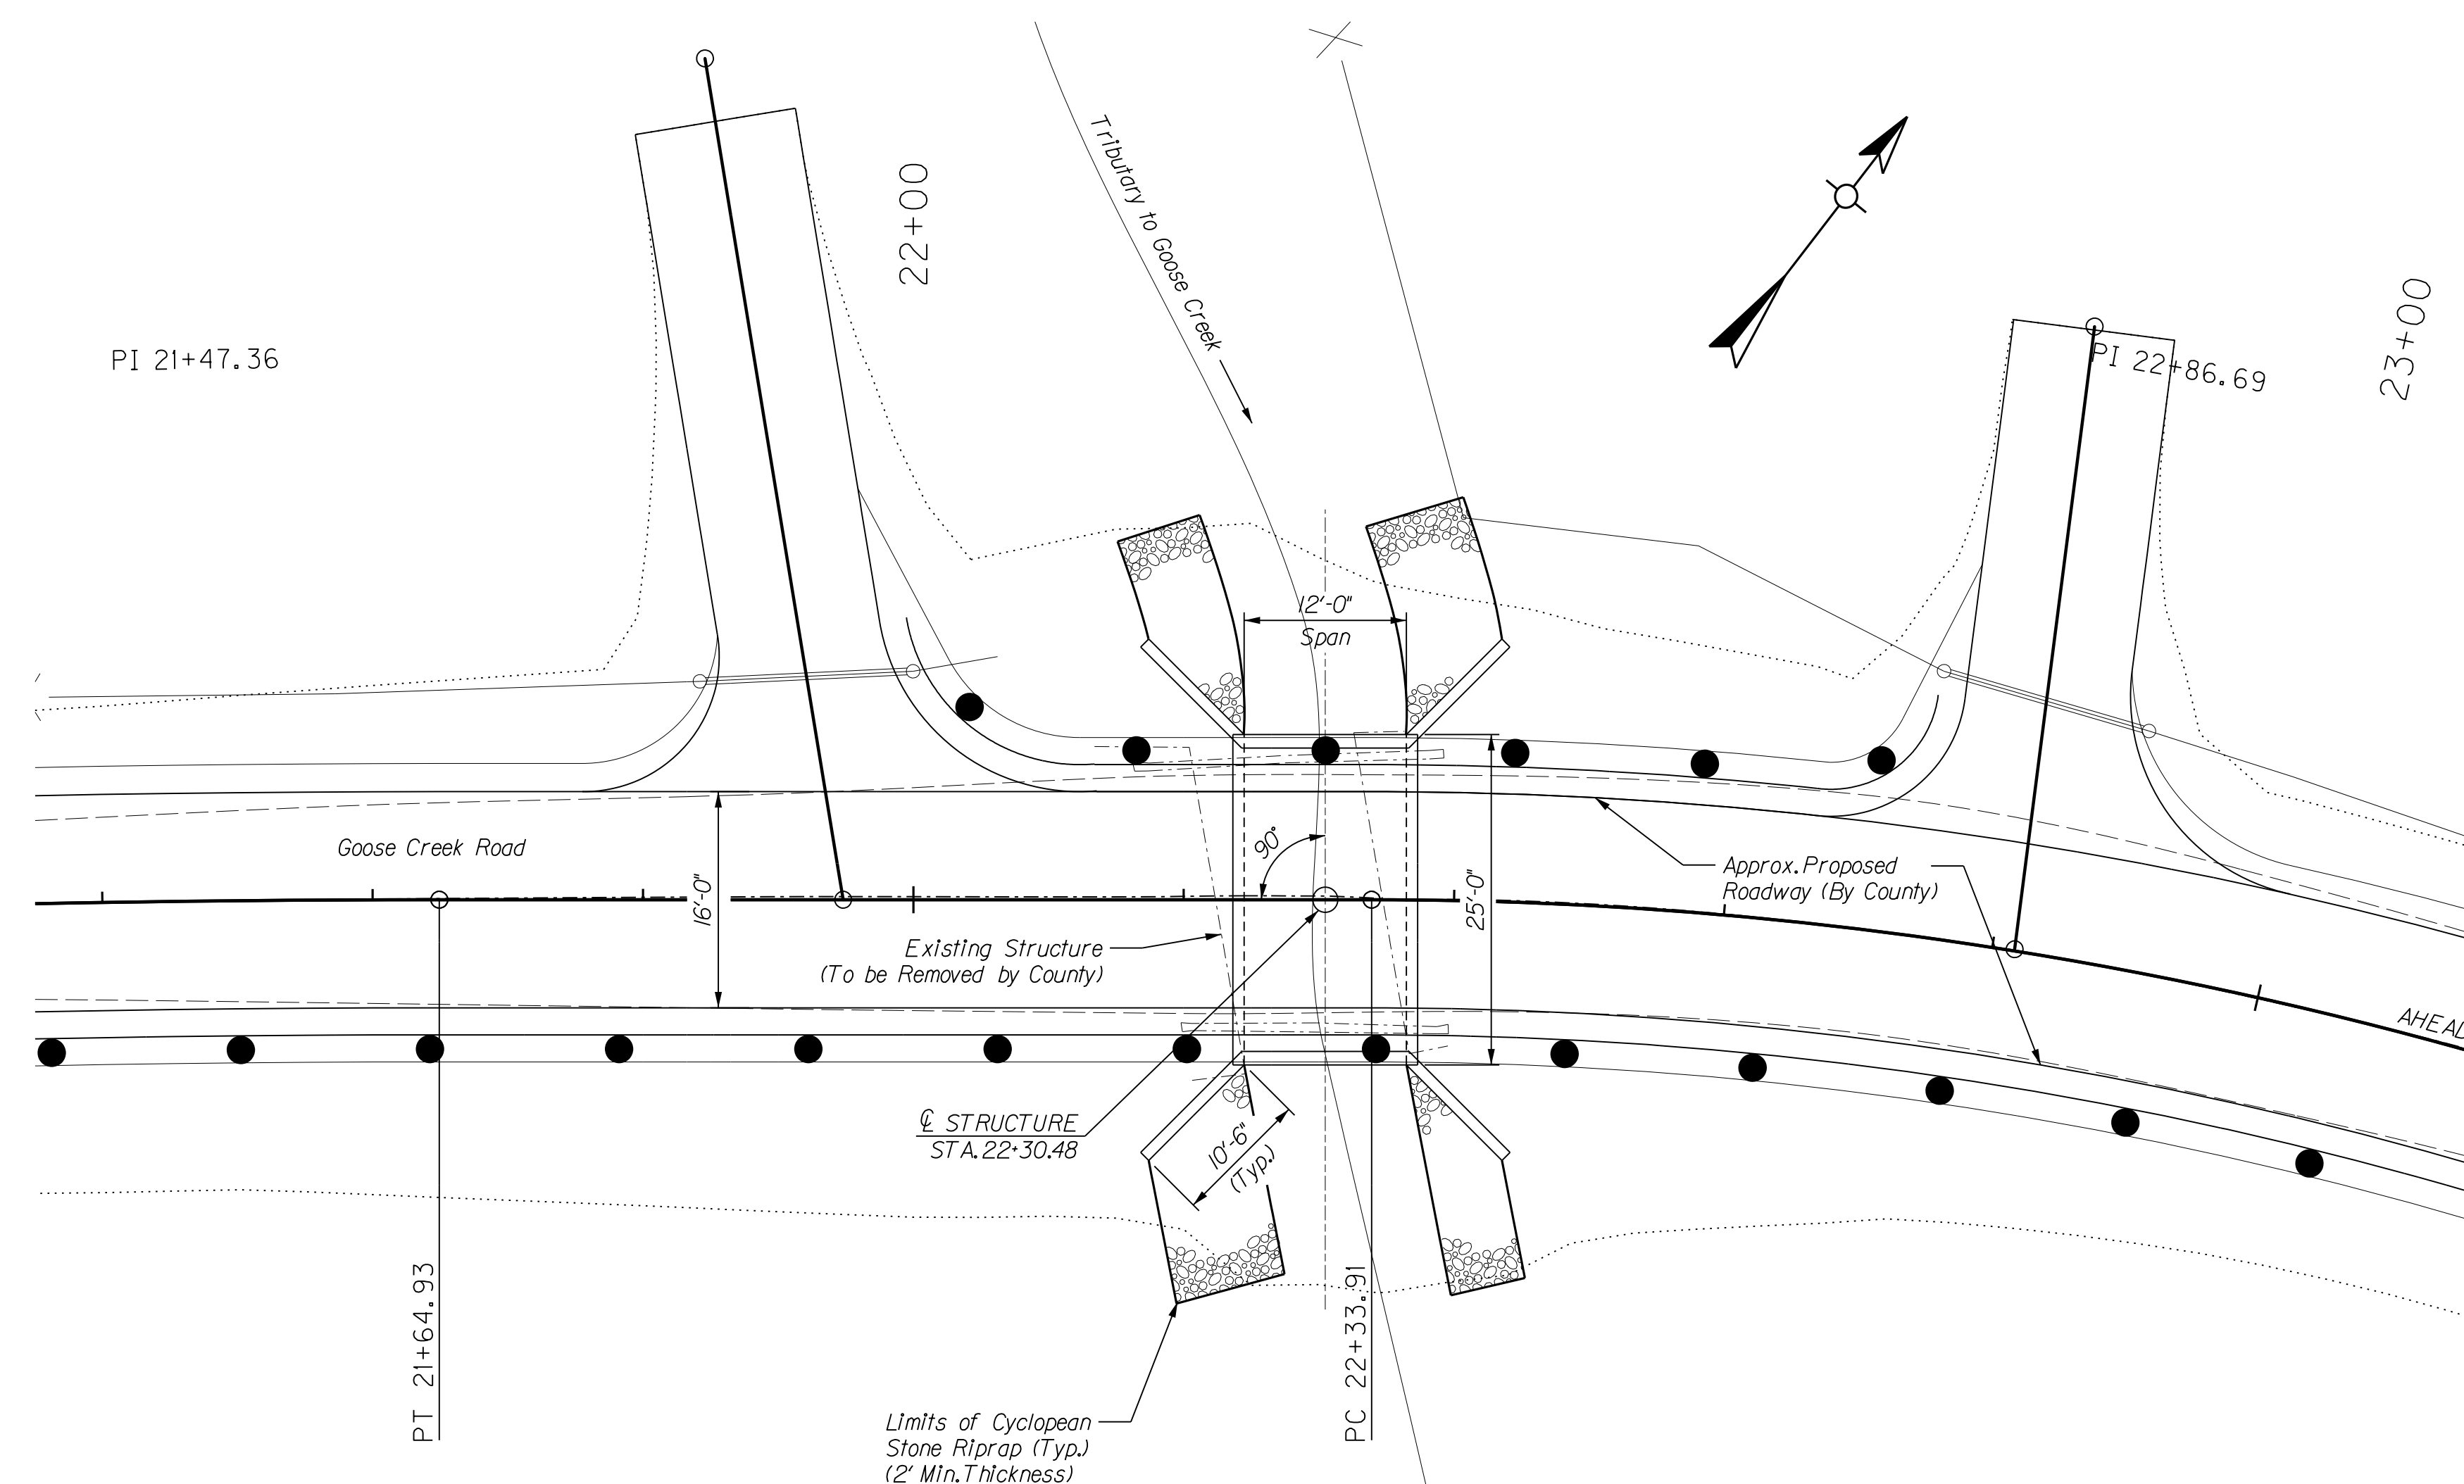 Tributary to Goose Creek
22+00
23+00
PI 21+47.36
PI 22+86.69
12'-0"
Span
Goose Creek Road
90°
16'-0"
25'-0"
Approx. Proposed
Roadway (By County)
Existing Structure
(To be Removed by County)
AHEAD
℄ STRUCTURE
STA. 22+30.48
10'-6"
(Typ.)
PT 21+64.93
PC 22+33.91
Limits of Cyclopean
Stone Riprap (Typ.)
(2' Min. Thickness)